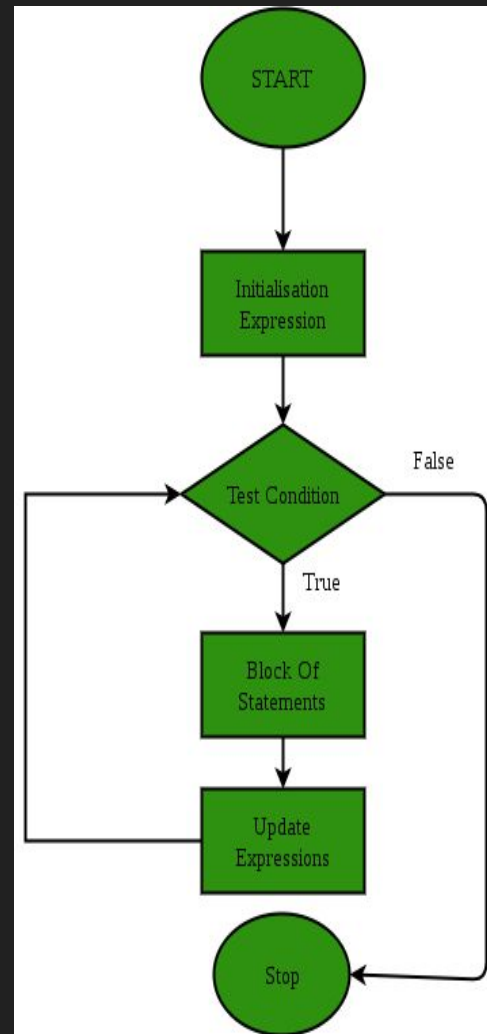 START
Initialisation
Expression
False
Test Condition
True
Block Of
Statements
Update
Expressions
Stop